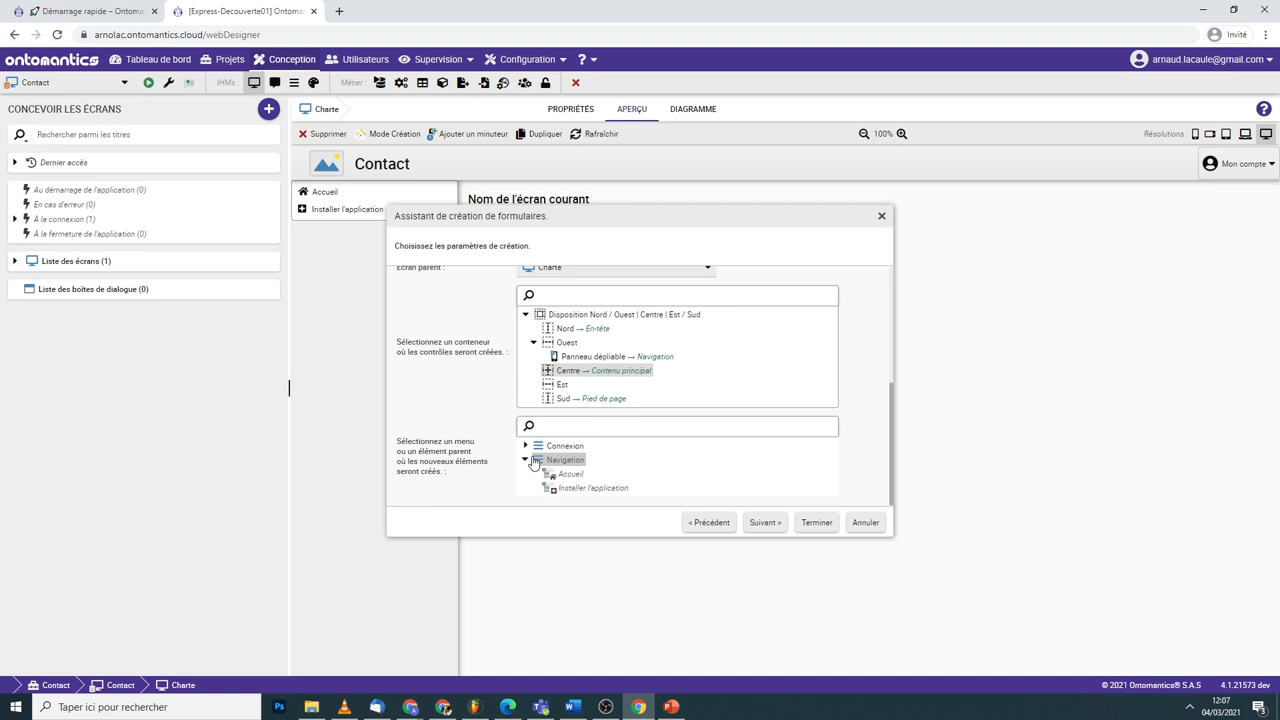 Démarrage rapide – Ontoma
[Express-Decouverte01] Ontom
arnolac.ontomantics.cloud/webDesigner
Invité
ontomantics
Tableau de bord
Projets
Conception
Utilisateurs
Supervision
Configuration
?
arnaud.lacaule@gmail.com
Contact
IHMs :
Métier :
CONCEVOIR LES ÉCRANS
Charte
PROPRIÉTÉS
APERÇU
DIAGRAMME
Rechercher parmi les titres
Supprimer
Mode Création
Ajouter un minuteur
Dupliquer
Rafraîchir
100%
Résolutions :
Dernier accès
Contact
Mon compte
Au démarrage de l'application (0)
En cas d'erreur (0)
À la connexion (1)
À la fermeture de l'application (0)
Liste des écrans (1)
Liste des boîtes de dialogue (0)
Accueil
Installer l'application
Nom de l'écran courant
Assistant de création de formulaires.
Choisissez les paramètres de création.
Ecran parent :
Charte
Sélectionnez un conteneur
où les contrôles seront créées. :
Disposition Nord / Ouest | Centre | Est / Sud
Nord → En-tête
Ouest
Panneau dépliable → Navigation
Centre → Contenu principal
Est
Sud → Pied de page
Sélectionnez un menu
ou un élément parent
où les nouveaux éléments
seront créés. :
Connexion
Navigation
Accueil
Installer l'application
< Précédent
Suivant >
Terminer
Annuler
Contact
Contact
Charte
© 2021 Ontomantics® S.A.S
4.1.21573 dev
Taper ici pour rechercher
12:07
04/03/2021